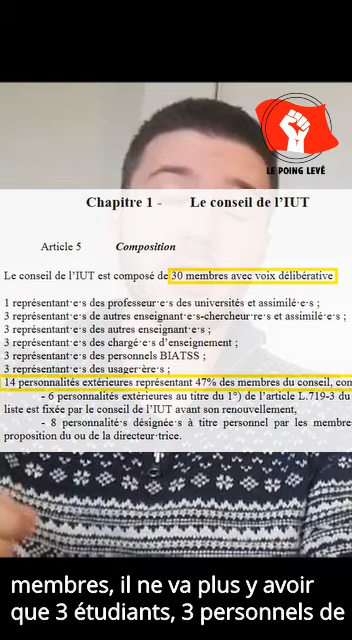 LE POING LEVÉ
Chapitre 1 - Le conseil de l'IUT
Article 5 Composition
Le conseil de l'IUT est composé de 30 membres avec voix délibérative
1 représentant·e·s des professeur·e·s des universités et assimilé·e·s ;
3 représentant·e·s de autres enseignant·e·s-chercheur·re·s et assimilé·e·s ;
3 représentant·e·s des autres enseignant·e·s ;
3 représentant·e·s des chargé·e·s d'enseignement ;
3 représentant·e·s des personnels BIATSS ;
3 représentant·e·s des usager·ère·s ;
14 personnalités extérieures représentant 47% des membres du conseil, con
- 6 personnalités extérieures au titre du 1°) de l'article L.719-3 du
liste est fixée par le conseil de l'IUT avant son renouvellement,
- 8 personnalité·s désignée·s à titre personnel par les membres
proposition du ou de la directeur·trice.
membres, il ne va plus y avoir
que 3 étudiants, 3 personnels de